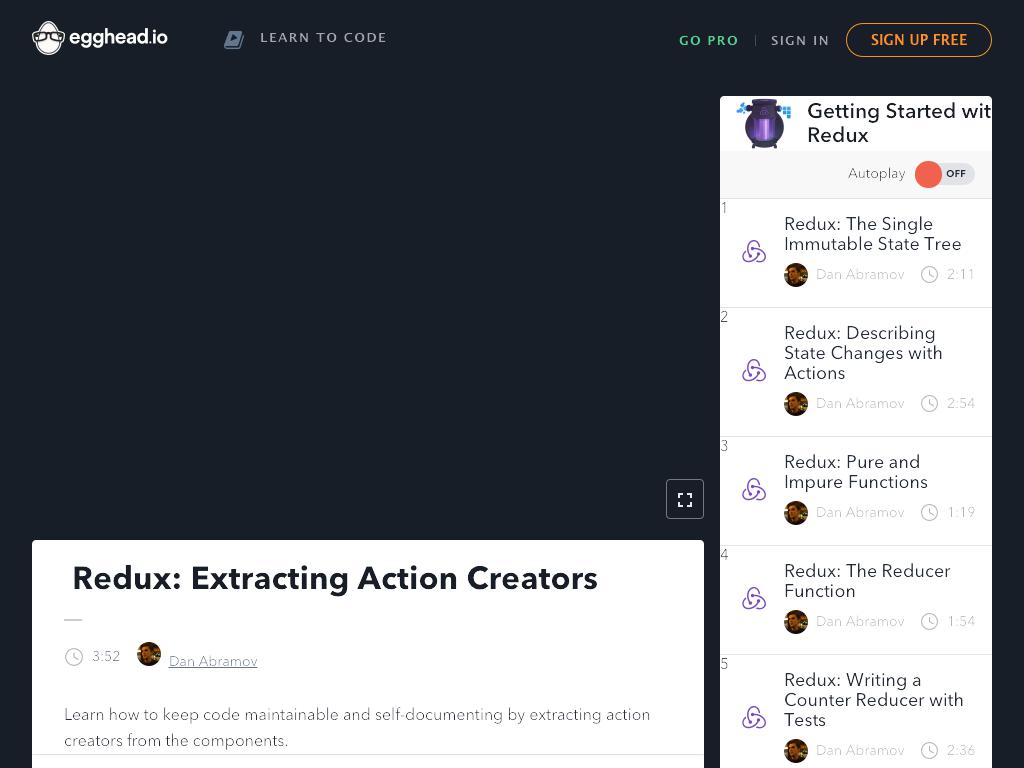 egghead.io
LEARN TO CODE
GO PRO
SIGN IN
SIGN UP FREE
Getting Started wit
Redux
Autoplay
OFF
1
Redux: The Single
Immutable State Tree
Dan Abramov 2:11
2
Redux: Describing
State Changes with
Actions
Dan Abramov 2:54
3
Redux: Pure and
Impure Functions
Dan Abramov 1:19
4
Redux: The Reducer
Function
Dan Abramov 1:54
5
Redux: Writing a
Counter Reducer with
Tests
Dan Abramov 2:36
Redux: Extracting Action Creators
3:52 Dan Abramov
Learn how to keep code maintainable and self-documenting by extracting action
creators from the components.